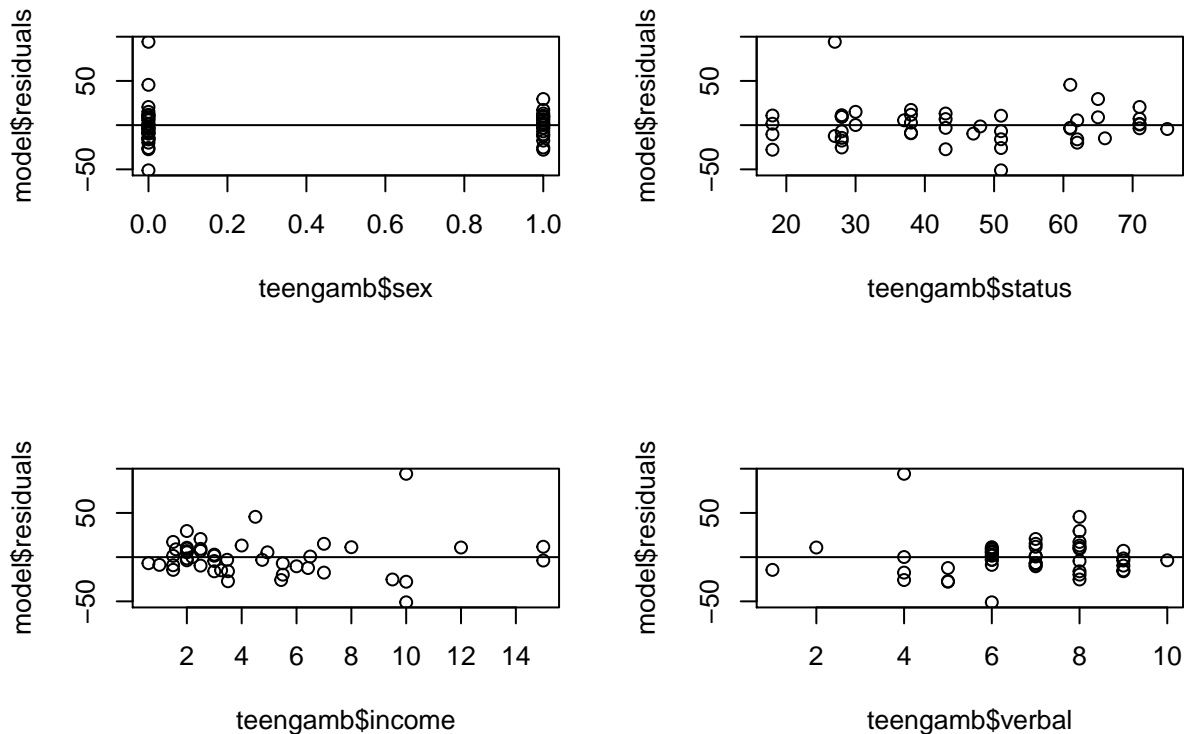 model$residuals
50
−50
0.0 0.2 0.4 0.6 0.8 1.0
teengamb$sex
model$residuals
50
−50
20 30 40 50 60 70
teengamb$status
model$residuals
50
−50
2 4 6 8 10 12 14
teengamb$income
model$residuals
50
−50
2 4 6 8 10
teengamb$verbal